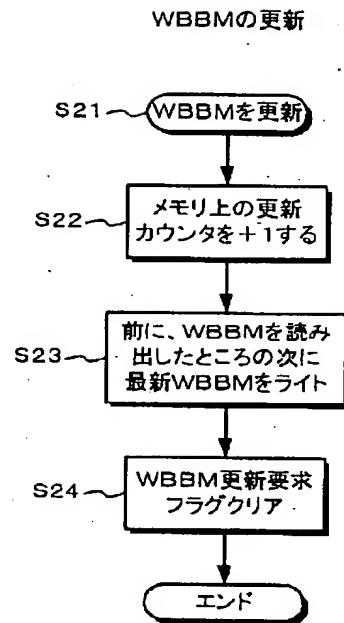 WBBMの更新
S21
WBBMを更新
S22
メモリ上の更新
カウンタを+1する
S23
前に、WBBMを読み
出したところの次に
最新WBBMをライト
S24
WBBM更新要求
フラグクリア
エンド